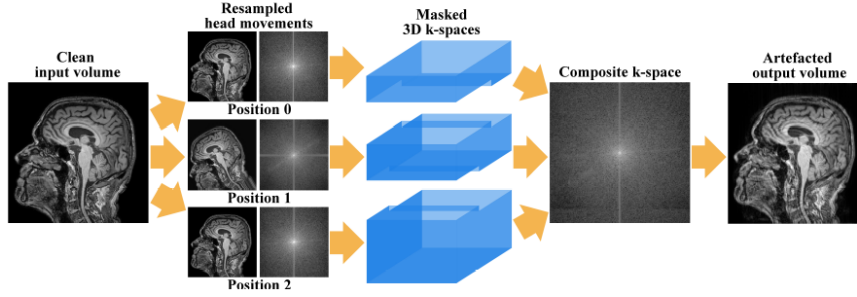 Clean
input volume
Resampled
head movements
Position 0
Position 1
Position 2
Masked
3D k-spaces
Composite k-space
Artefacted
output volume